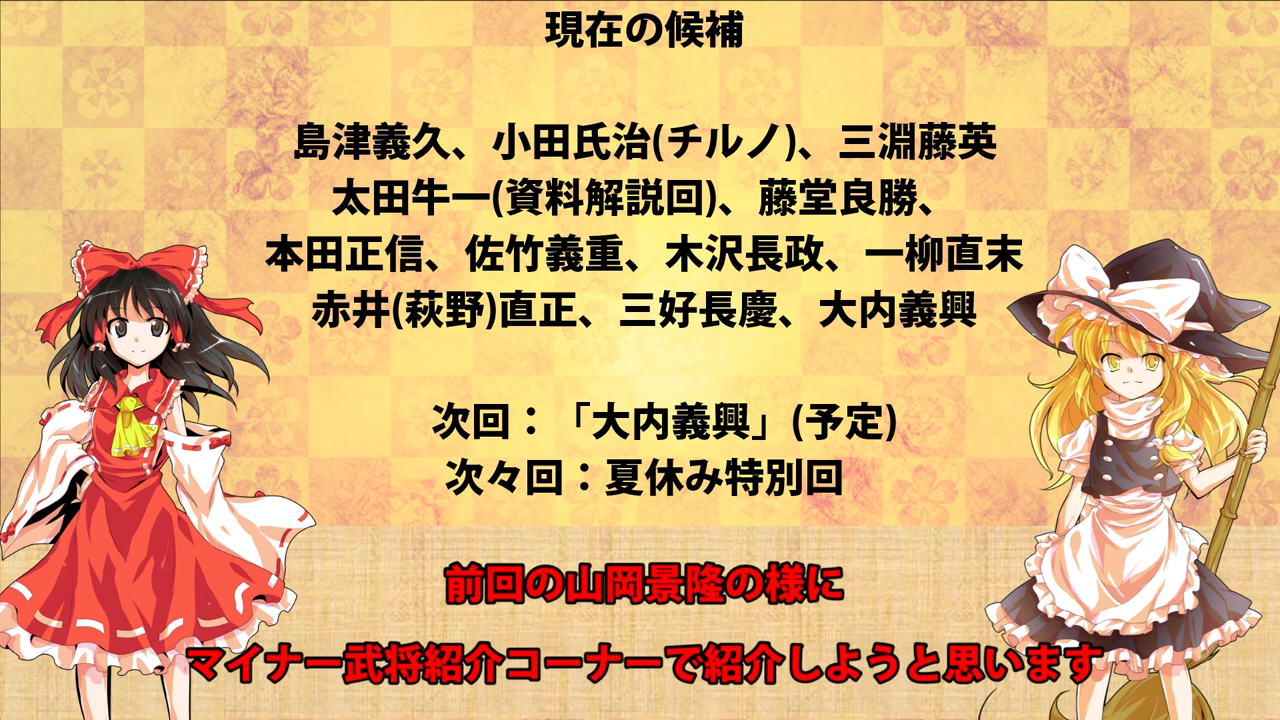 現在の候補
島津義久、小田氏治(チルノ)、三淵藤英
太田牛一(資料解説回)、藤堂良勝、
本田正信、佐竹義重、木沢長政、一柳直末
赤井(萩野)直正、三好長慶、大内義興
次回：「大内義興」(予定)
次々回：夏休み特別回
前回の山岡景隆の様に
マイナー武将紹介コーナーで紹介しようと思います